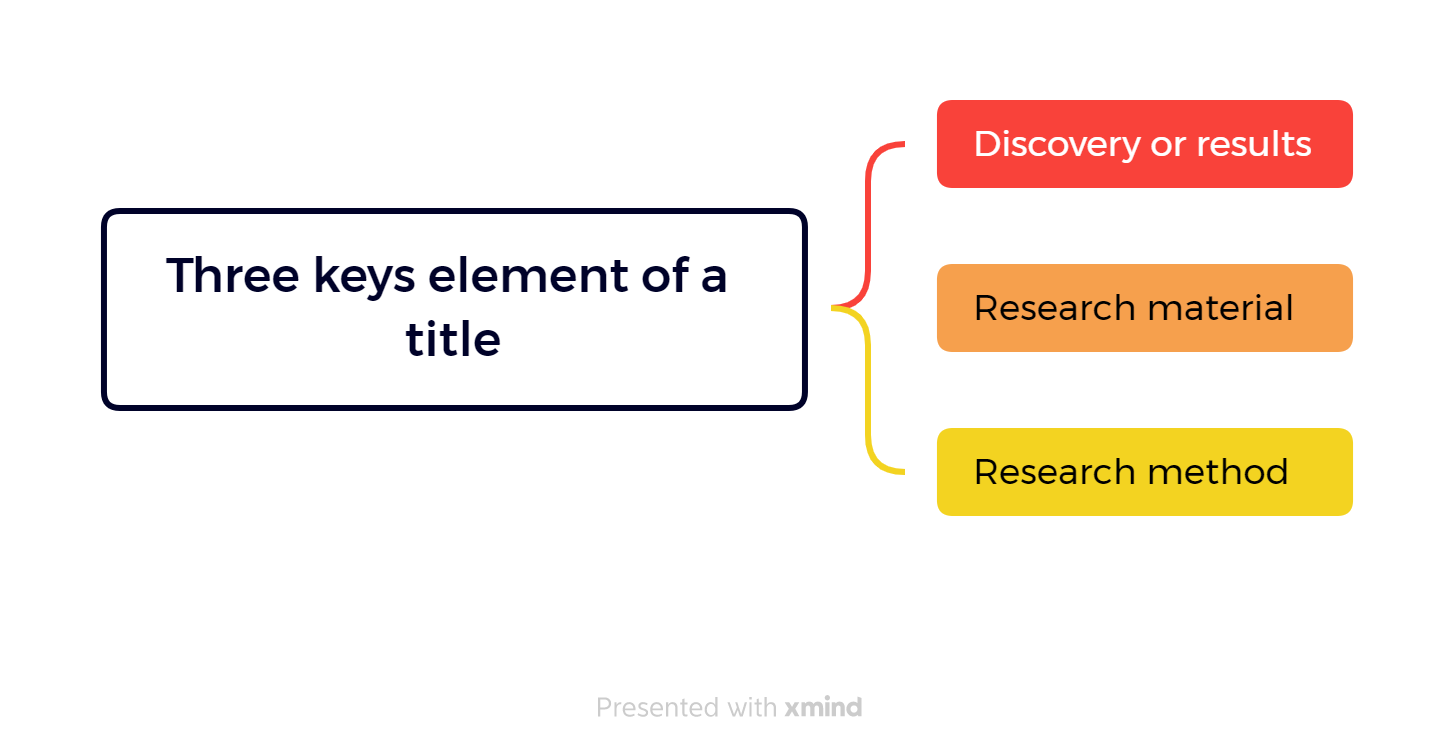 Three keys element of a
title
Discovery or results
Research material
Research method
Presented with xmind